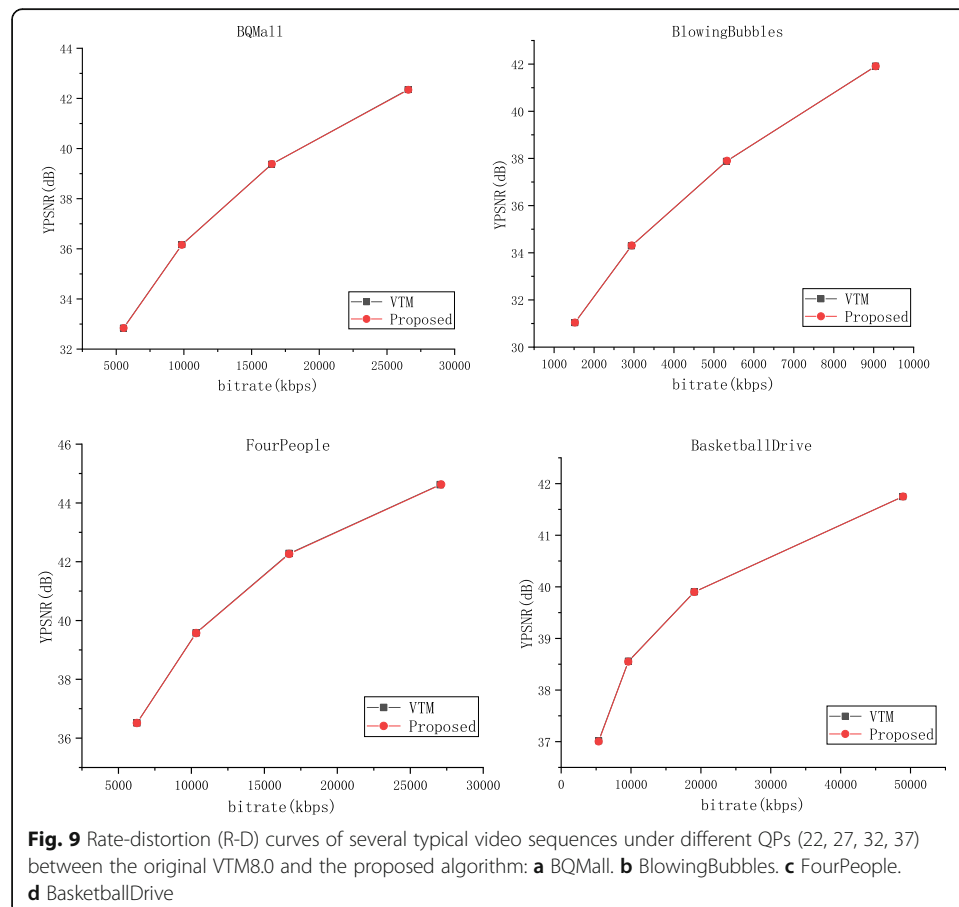 BQMall
44
42
40
38
36
34
32
YPSNR(dB)
5000 10000 15000 20000 25000 30000
bitrate(kbps)
VTM
Proposed
BlowingBubbles
42
40
38
36
34
32
30
YPSNR(dB)
1000 2000 3000 4000 5000 6000 7000 8000 9000 10000
bitrate(kbps)
VTM
Proposed
FourPeople
46
44
42
40
38
36
YPSNR(dB)
5000 10000 15000 20000 25000 30000
bitrate(kbps)
VTM
Proposed
BasketballDrive
42
41
40
39
38
37
YPSNR(dB)
0 10000 20000 30000 40000 50000
bitrate(kbps)
VTM
Proposed
Fig. 9 Rate-distortion (R-D) curves of several typical video sequences under different QPs (22, 27, 32, 37)
between the original VTM8.0 and the proposed algorithm: a BQMall. b BlowingBubbles. c FourPeople.
d BasketballDrive